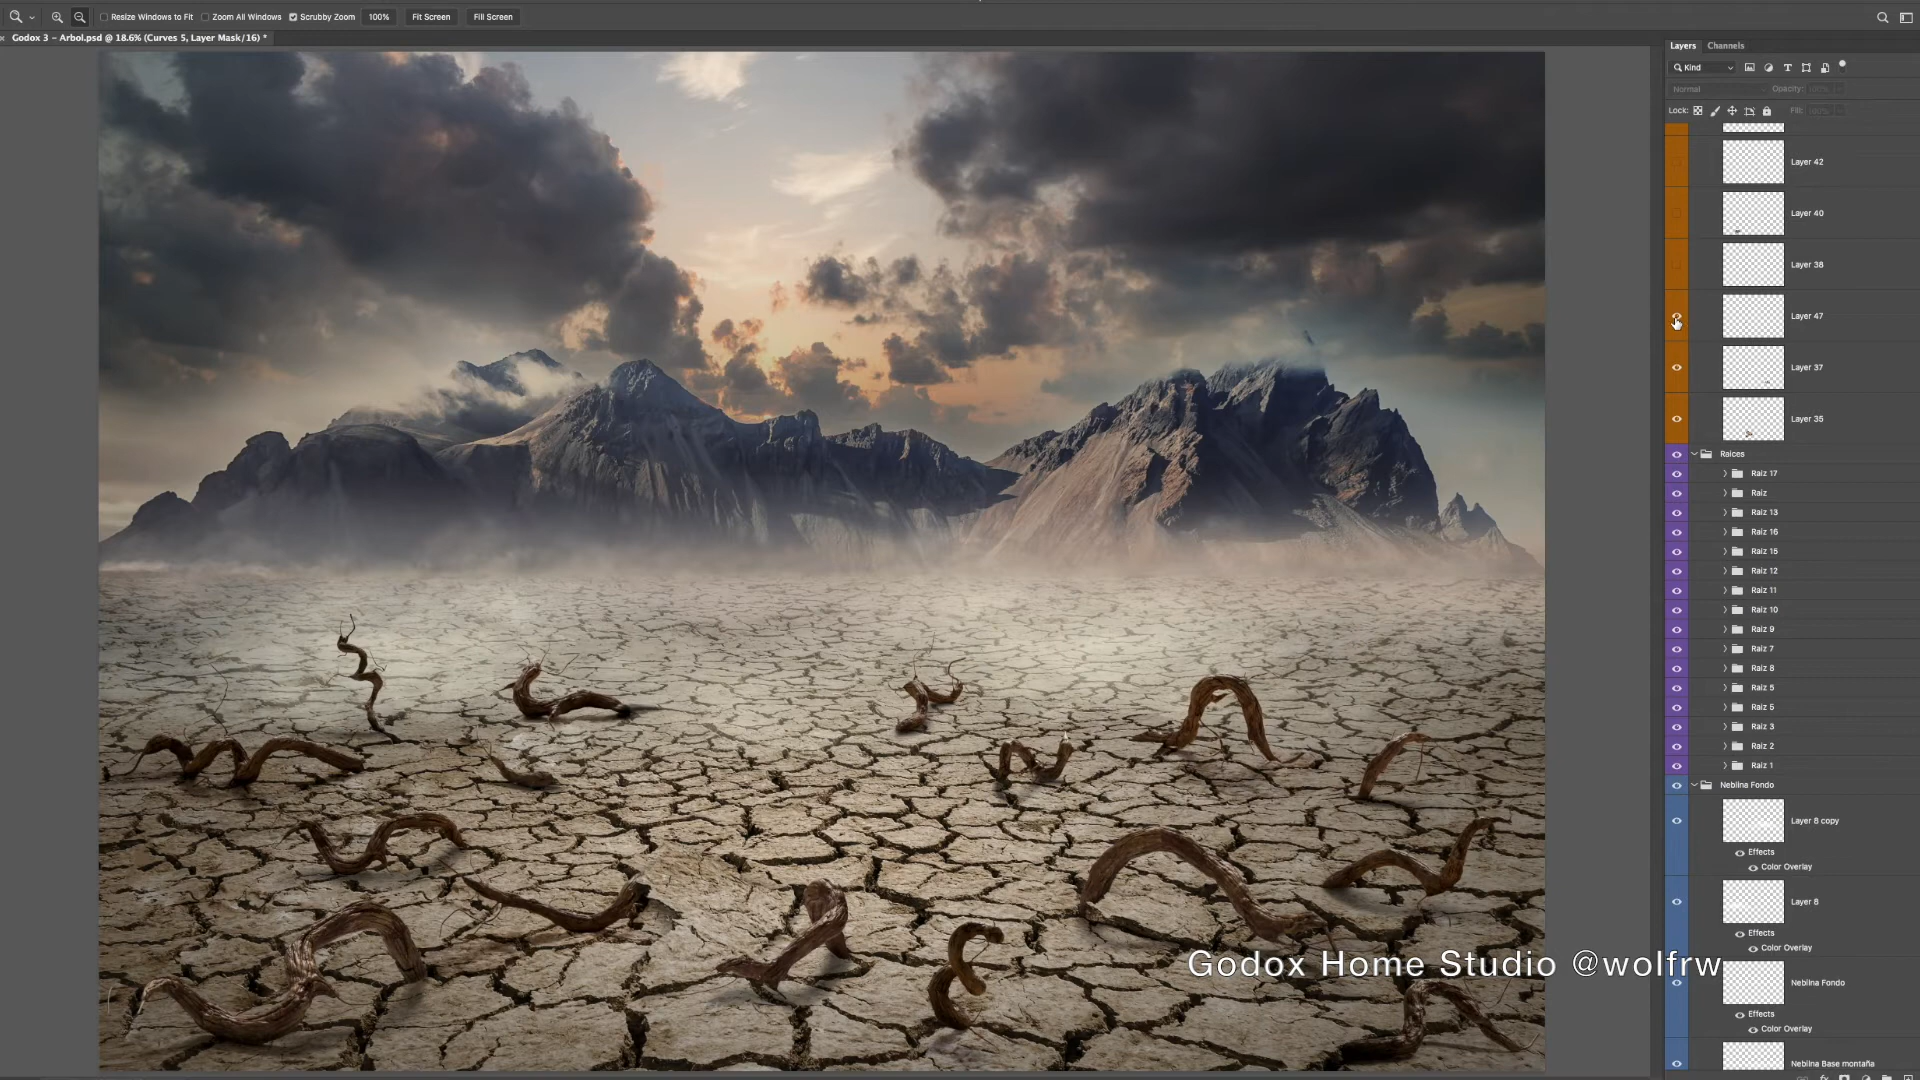 Resize Windows to Fit
Zoom All Windows
Scrubby Zoom
100%
Fit Screen
Fill Screen
Godox 3 – Arbol.psd @ 18.6% (Curves 5, Layer Mask/16) *
Layers
Channels
Kind
Normal
Opacity:
Lock:
Fill:
Layer 42
Layer 40
Layer 38
Layer 47
Layer 37
Layer 35
Raices
Raiz 17
Raiz
Raiz 13
Raiz 16
Raiz 15
Raiz 12
Raiz 11
Raiz 10
Raiz 9
Raiz 7
Raiz 8
Raiz 5
Raiz 5
Raiz 3
Raiz 2
Raiz 1
Neblina Fondo
Layer 8 copy
Effects
Color Overlay
Layer 8
Effects
Color Overlay
Godox Home Studio @wolfrw
Neblina Fondo
Effects
Color Overlay
Neblina Base montaña